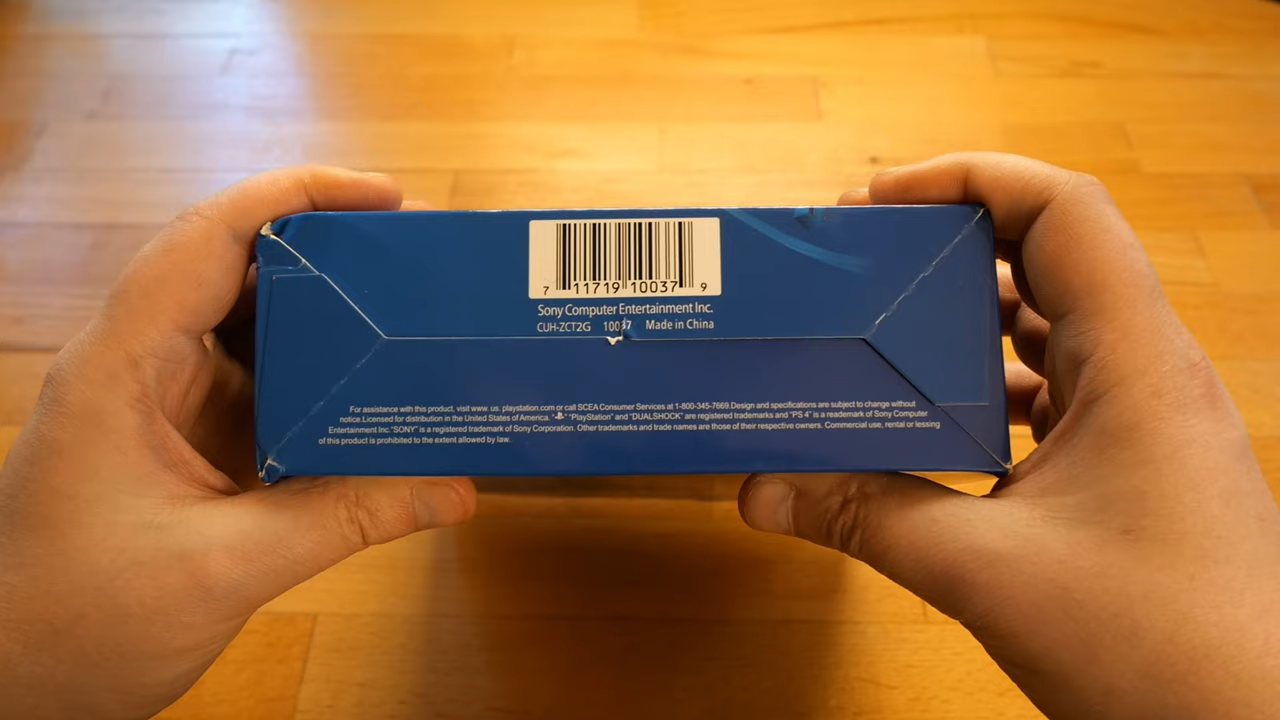 7 11719 10037 9
Sony Computer Entertainment Inc.
CUH-ZCT2G 10037 Made in China
For assistance with this product, visit www. us. playstation.com or call SCEA Consumer Services at 1-800-345-7669.Design and specifications are subject to change without
notice.Licensed for distribution in the United States of America. " " "PlayStation" and "DUALSHOCK" are registered trademarks and "PS 4" is a reademark of Sony Computer
Entertainment Inc."SONY" is a registered trademark of Sony Corporation. Other trademarks and trade names are those of their respective owners. Commercial use, rental or lessing
of this product is prohibited to the extent allowed by law.